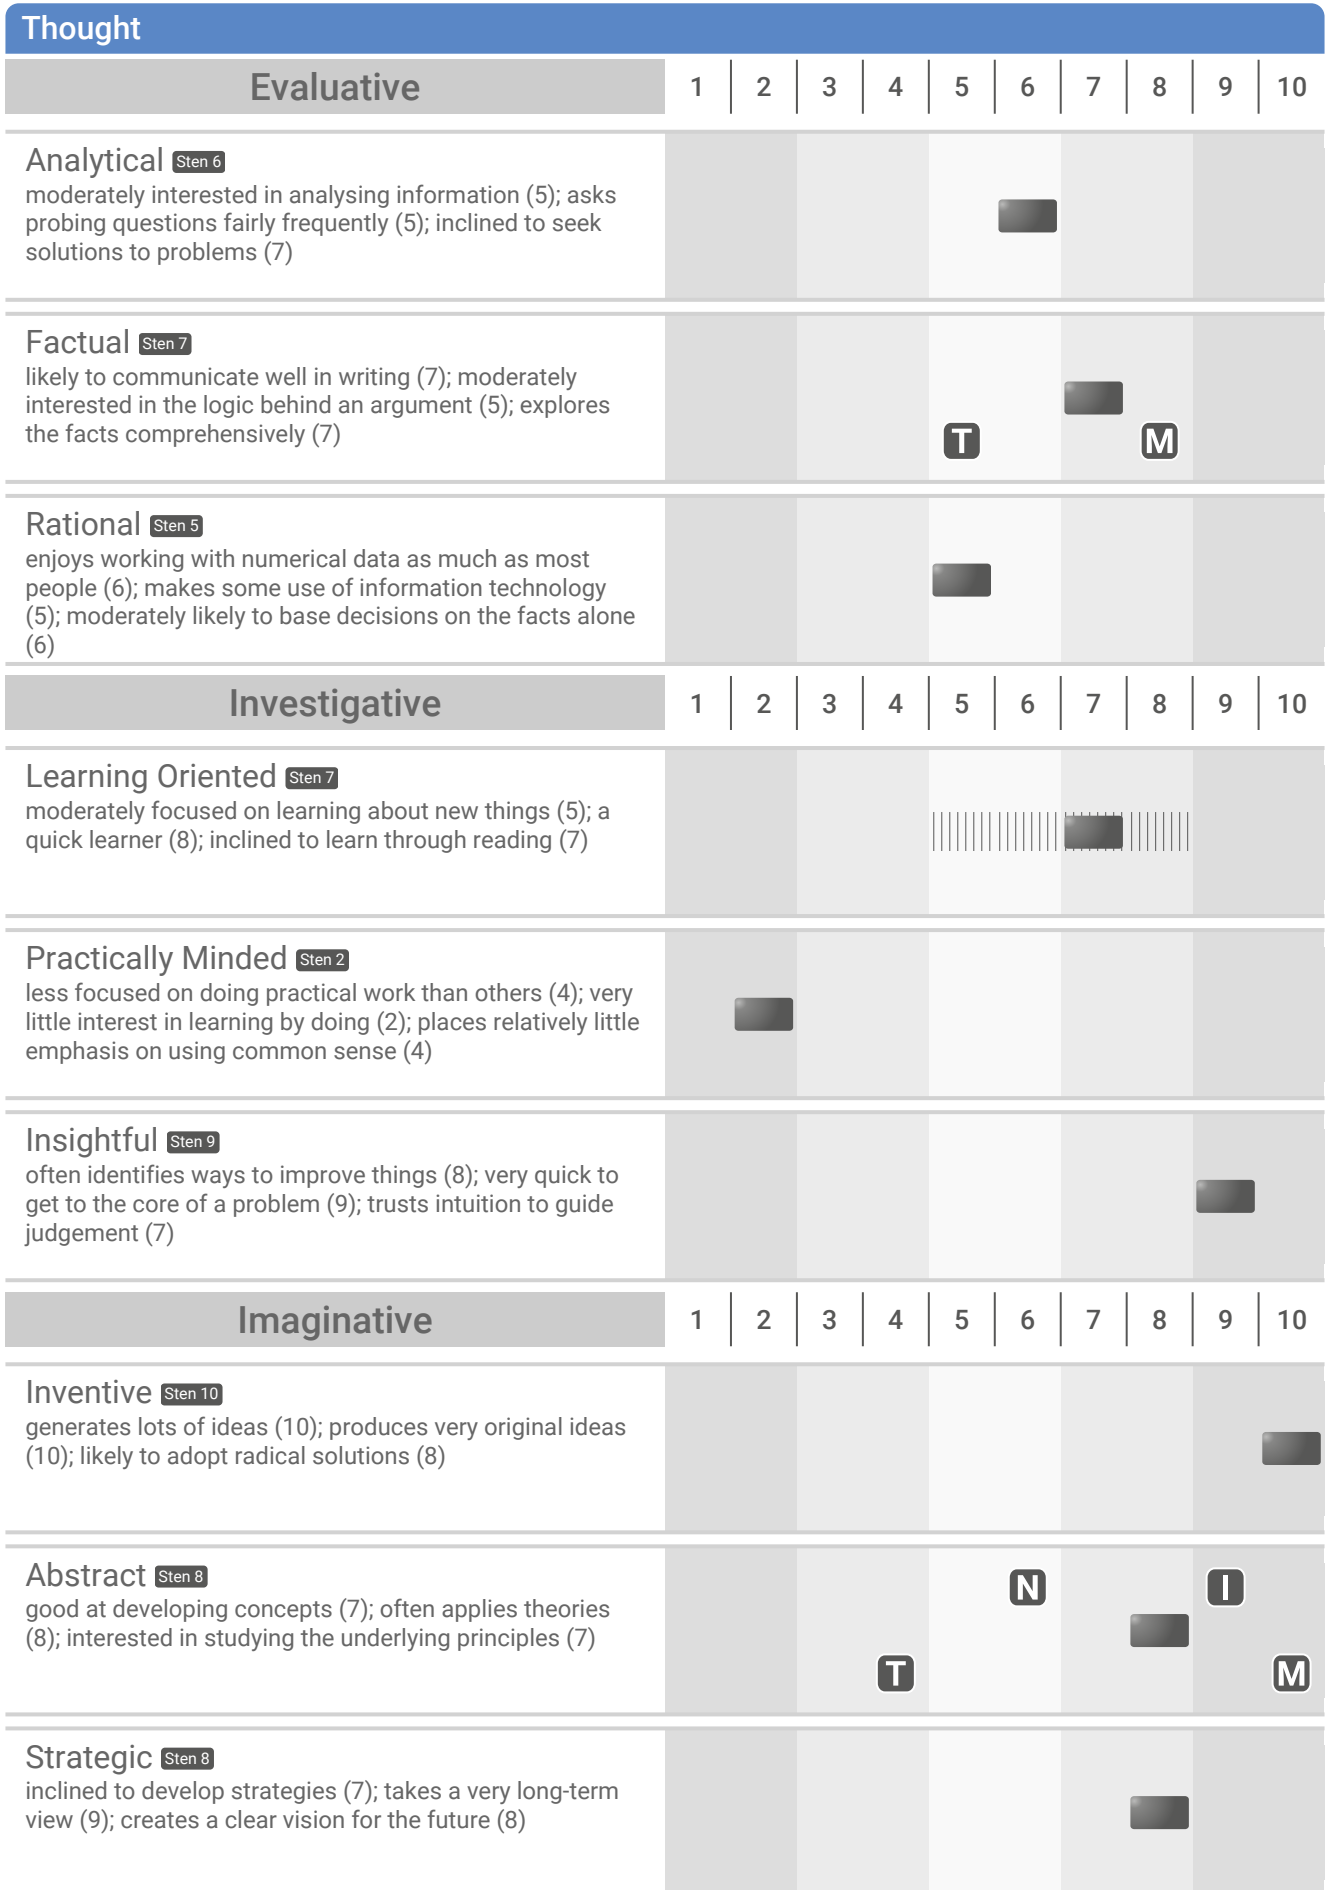 Thought
Evaluative 1 2 3 4 5 6 7 8 9 10
Analytical Sten 6
moderately interested in analysing information (5); asks
probing questions fairly frequently (5); inclined to seek
solutions to problems (7)
Factual Sten 7
likely to communicate well in writing (7); moderately
interested in the logic behind an argument (5); explores
the facts comprehensively (7)
T M
Rational Sten 5
enjoys working with numerical data as much as most
people (6); makes some use of information technology
(5); moderately likely to base decisions on the facts alone
(6)
Investigative 1 2 3 4 5 6 7 8 9 10
Learning Oriented Sten 7
moderately focused on learning about new things (5); a
quick learner (8); inclined to learn through reading (7)
Practically Minded Sten 2
less focused on doing practical work than others (4); very
little interest in learning by doing (2); places relatively little
emphasis on using common sense (4)
Insightful Sten 9
often identifies ways to improve things (8); very quick to
get to the core of a problem (9); trusts intuition to guide
judgement (7)
Imaginative 1 2 3 4 5 6 7 8 9 10
Inventive Sten 10
generates lots of ideas (10); produces very original ideas
(10); likely to adopt radical solutions (8)
Abstract Sten 8
good at developing concepts (7); often applies theories
(8); interested in studying the underlying principles (7)
N I
T M
Strategic Sten 8
inclined to develop strategies (7); takes a very long-term
view (9); creates a clear vision for the future (8)